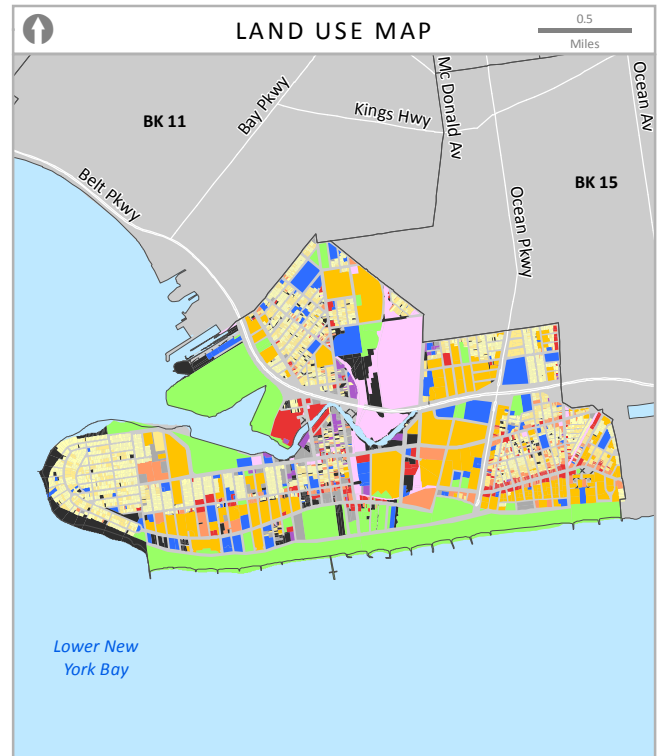 LAND USE MAP
0.5
Miles
Mc Donald Av
Ocean Av
Bay Pkwy
Kings Hwy
BK 11
Belt Pkwy
BK 15
Ocean Pkwy
Lower New
York Bay